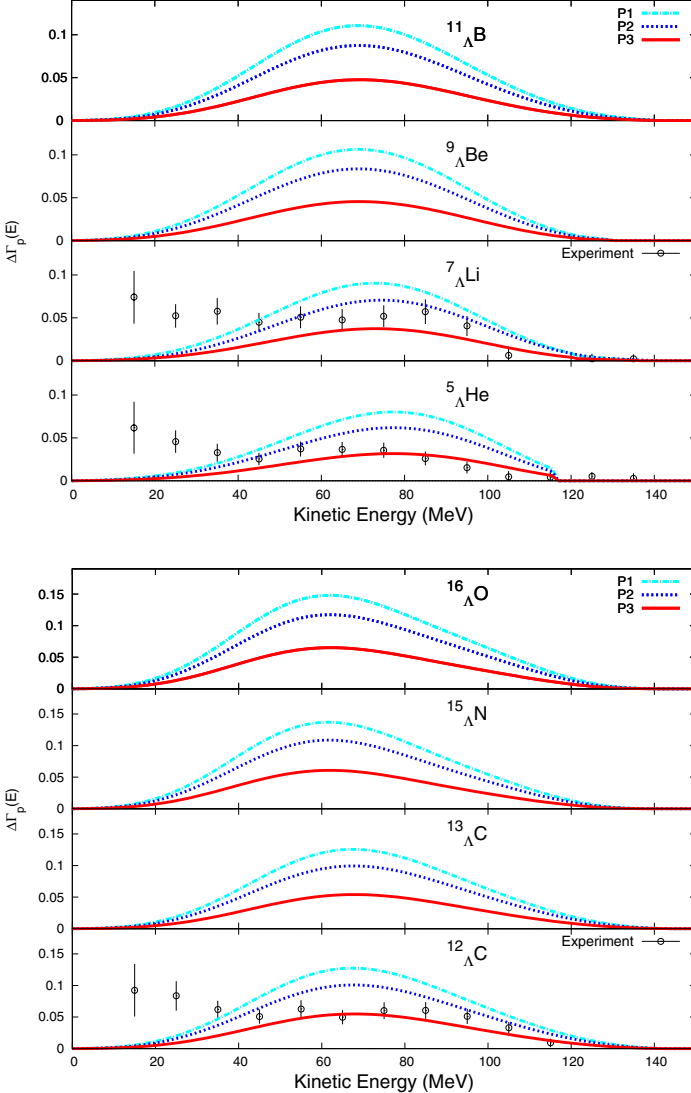 ¹¹ΛB
P1
P2
P3
0.1
0.05
0
⁹ΛBe
0.1
0.05
0
ΔΓp(E)
⁷ΛLi
Experiment
0.1
0.05
0
⁵ΛHe
0.1
0.05
0
0 20 40 60 80 100 120 140
Kinetic Energy (MeV)
¹⁶ΛO
P1
P2
P3
0.15
0.1
0.05
0
¹⁵ΛN
0.15
0.1
0.05
0
ΔΓp(E)
¹³ΛC
0.15
0.1
0.05
0
¹²ΛC
Experiment
0.15
0.1
0.05
0
0 20 40 60 80 100 120 140
Kinetic Energy (MeV)